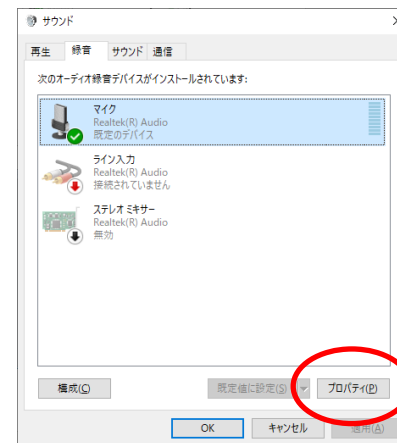 サウンド
再生 録音 サウンド 通信
次のオーディオ録音デバイスがインストールされています:
マイク
Realtek(R) Audio
既定のデバイス
ライン入力
Realtek(R) Audio
接続されていません
ステレオ ミキサー
Realtek(R) Audio
無効
構成(C) 既定値に設定(S) プロパティ(P)
OK キャンセル 適用(A)